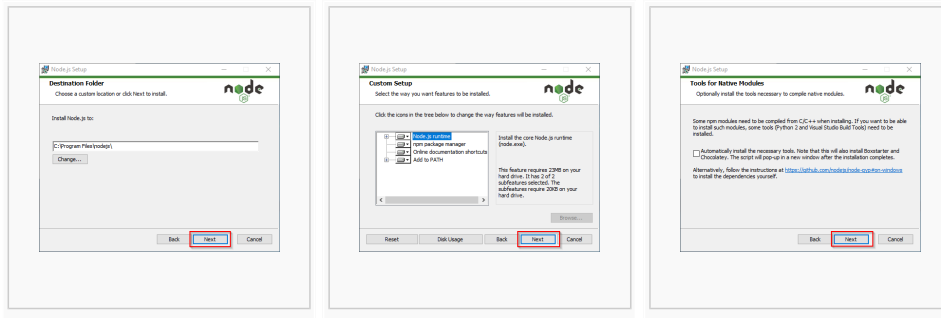 Node.js Setup
Destination Folder
Choose a custom location or click Next to install.
node
JS
Install Node.js to:
C:\Program Files\nodejs\
Change...
Back Next Cancel
Node.js Setup
Custom Setup
Select the way you want features to be installed.
node
JS
Click the icons in the tree below to change the way features will be installed.
Node.js runtime
npm package manager
Online documentation shortcuts
Add to PATH
Install the core Node.js runtime
(node.exe).
This feature requires 23MB on your
hard drive. It has 2 of 2
subfeatures selected. The
subfeatures require 20KB on your
hard drive.
Browse...
Reset Disk Usage Back Next Cancel
Node.js Setup
Tools for Native Modules
Optionally install the tools necessary to compile native modules.
node
JS
Some npm modules need to be compiled from C/C++ when installing. If you want to be able
to install such modules, some tools (Python 2 and Visual Studio Build Tools) need to be
installed.
Automatically install the necessary tools. Note that this will also install Boxstarter and
Chocolatey. The script will pop-up in a new window after the installation completes.
Alternatively, follow the instructions at https://github.com/nodejs/node-gyp#on-windows
to install the dependencies yourself.
Back Next Cancel